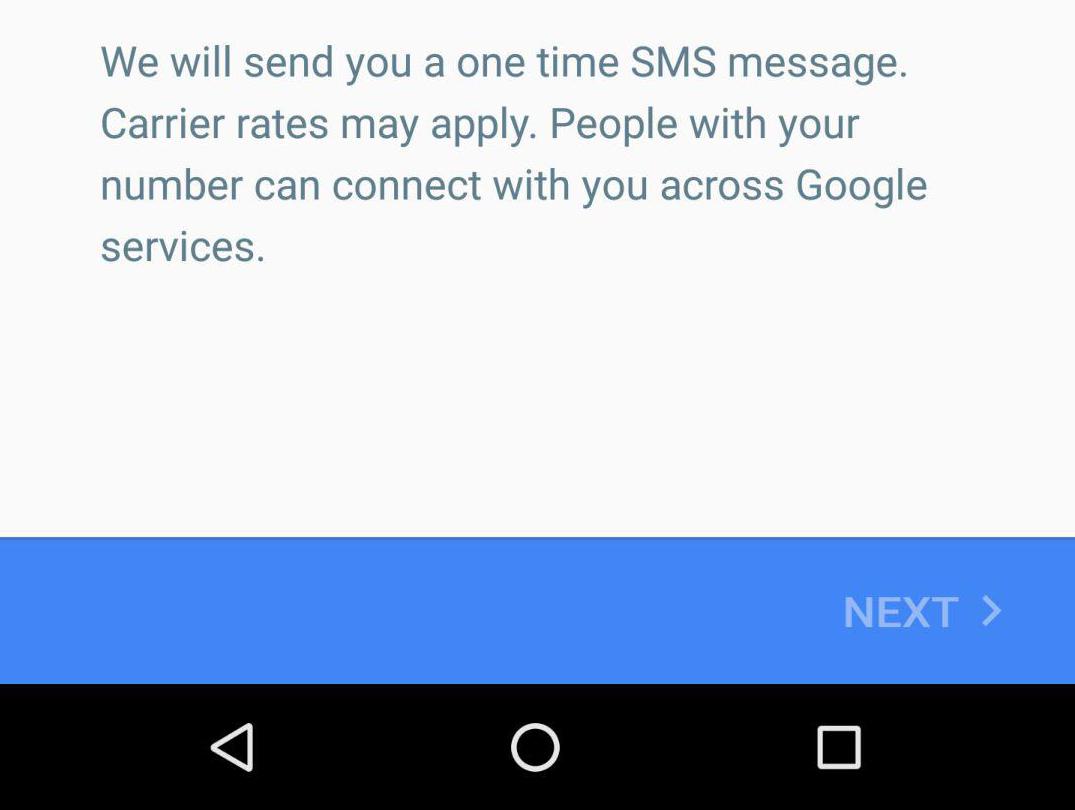 We will send you a one time SMS message.
Carrier rates may apply. People with your
number can connect with you across Google
services.
NEXT